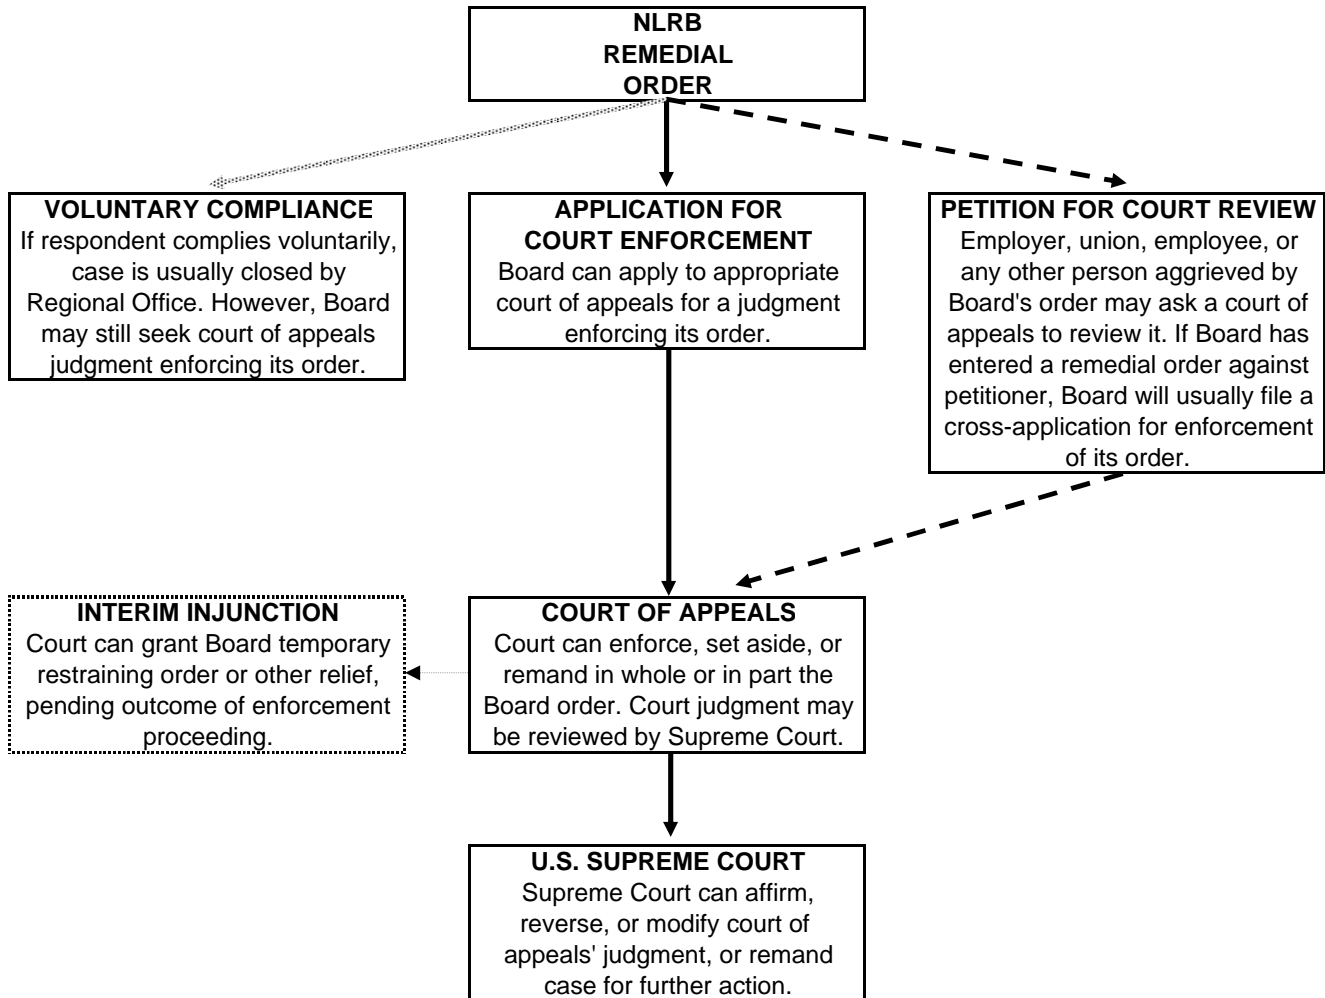 NLRB
REMEDIAL
ORDER
VOLUNTARY COMPLIANCE
If respondent complies voluntarily,
case is usually closed by
Regional Office. However, Board
may still seek court of appeals
judgment enforcing its order.
APPLICATION FOR
COURT ENFORCEMENT
Board can apply to appropriate
court of appeals for a judgment
enforcing its order.
PETITION FOR COURT REVIEW
Employer, union, employee, or
any other person aggrieved by
Board's order may ask a court of
appeals to review it. If Board has
entered a remedial order against
petitioner, Board will usually file a
cross-application for enforcement
of its order.
INTERIM INJUNCTION
Court can grant Board temporary
restraining order or other relief,
pending outcome of enforcement
proceeding.
COURT OF APPEALS
Court can enforce, set aside, or
remand in whole or in part the
Board order. Court judgment may
be reviewed by Supreme Court.
U.S. SUPREME COURT
Supreme Court can affirm,
reverse, or modify court of
appeals' judgment, or remand
case for further action.